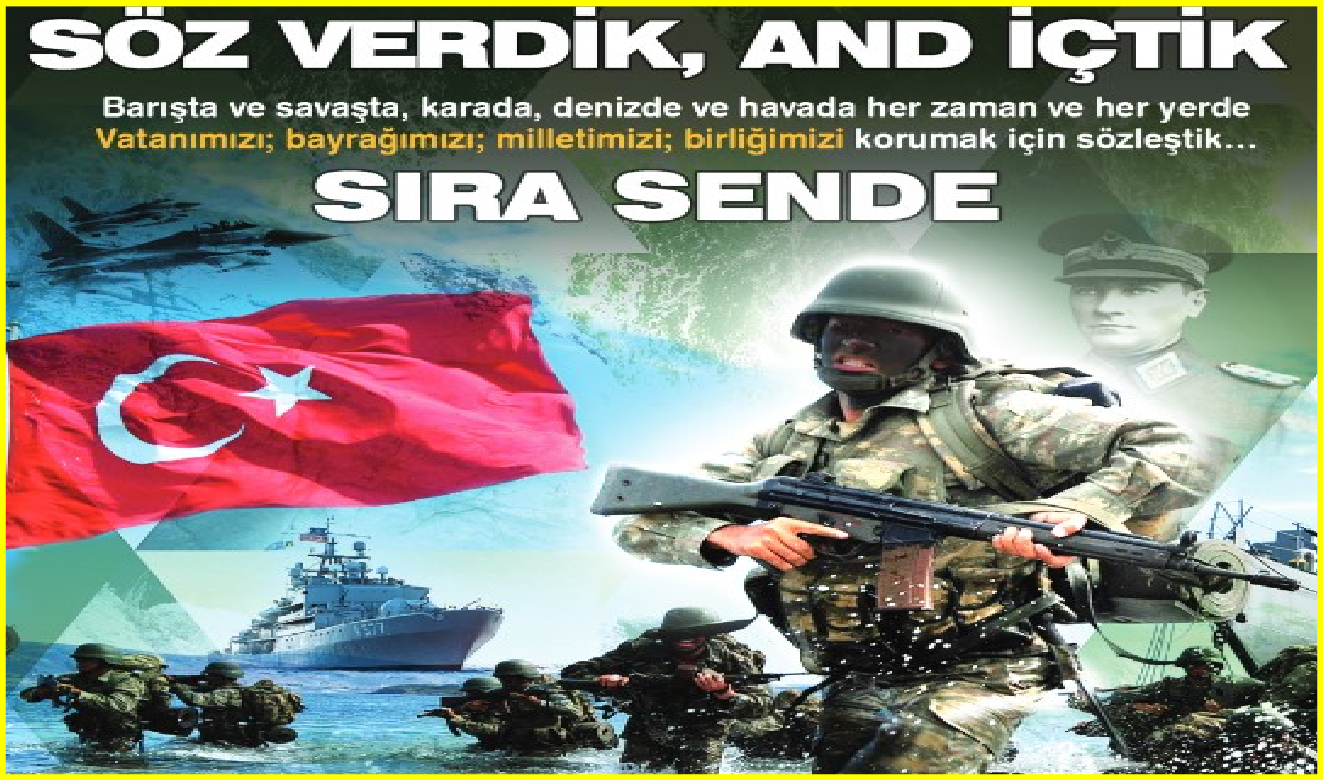 SÖZ VERDİK, AND İÇTİK
Barışta ve savaşta, karada, denizde ve havada her zaman ve her yerde
Vatanımızı; bayrağımızı; milletimizi; birliğimizi korumak için sözleştik...
SIRA SENDE